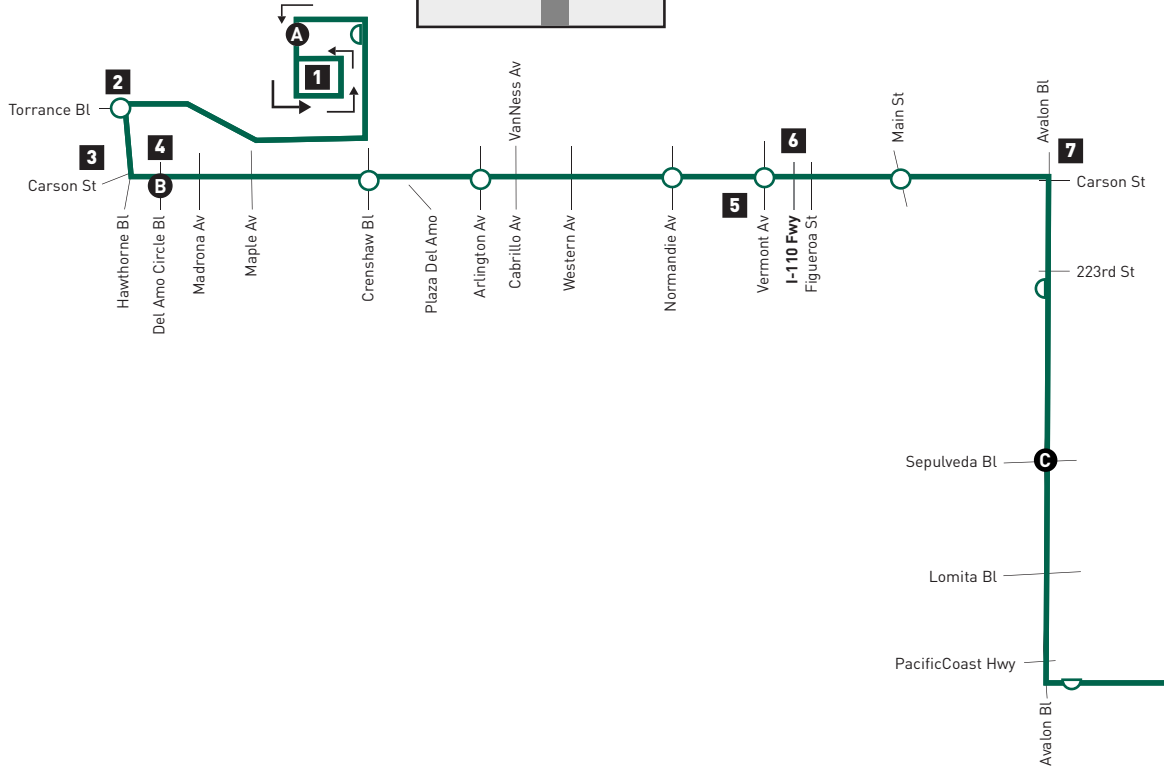 A
1
2
Torrance Bl
3
4
Carson St
B
Hawthorne Bl
Del Amo Circle Bl
Madrona Av
Maple Av
Crenshaw Bl
Plaza Del Amo
Arlington Av
VanNess Av
Cabrillo Av
Western Av
Normandie Av
5
Vermont Av
6
I-110 Fwy
Figueroa St
Main St
Avalon Bl
7
Carson St
223rd St
Sepulveda Bl
C
Lomita Bl
PacificCoast Hwy
Avalon Bl